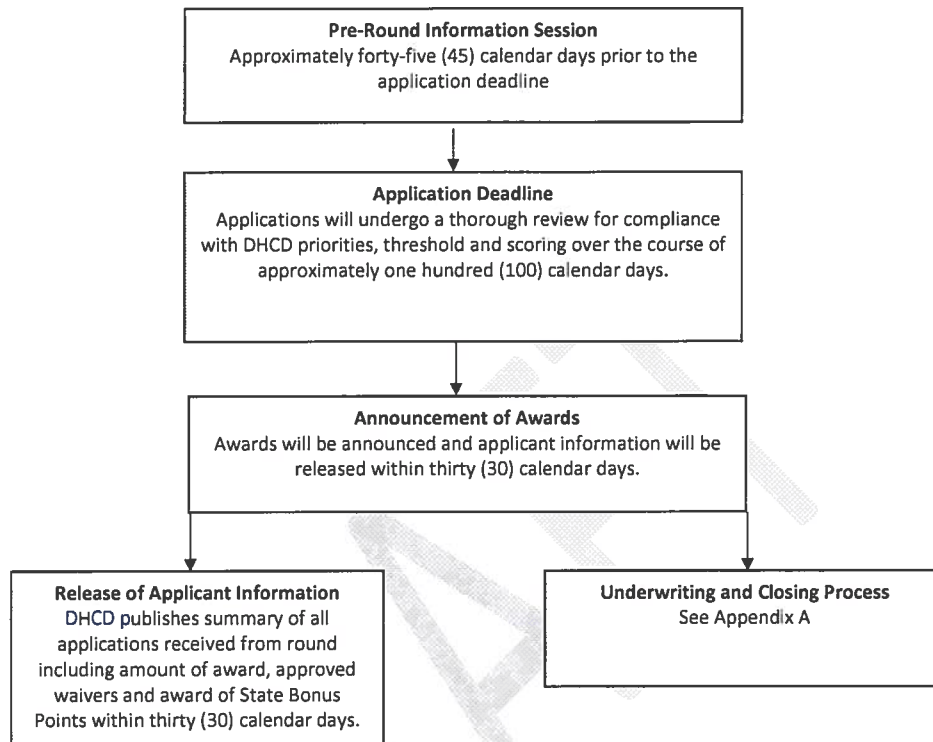 Pre-Round Information Session
Approximately forty-five (45) calendar days prior to the
application deadline
Application Deadline
Applications will undergo a thorough review for compliance
with DHCD priorities, threshold and scoring over the course of
approximately one hundred (100) calendar days.
Announcement of Awards
Awards will be announced and applicant information will be
released within thirty (30) calendar days.
Release of Applicant Information
DHCD publishes summary of all
applications received from round
including amount of award, approved
waivers and award of State Bonus
Points within thirty (30) calendar days.
Underwriting and Closing Process
See Appendix A